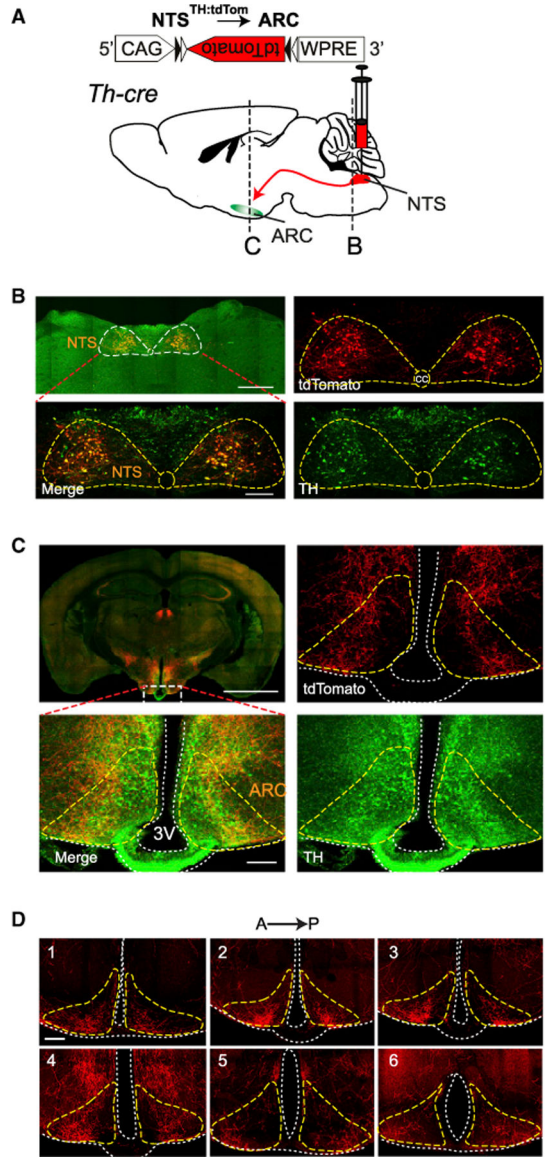 A
NTS TH:tdTom → ARC
5' CAG tdTomato WPRE 3'
Th-cre
NTS
ARC
C
B
B
NTS
tdTomato
CC
Merge
NTS
TH
C
tdTomato
ARC
3V
Merge
TH
D
A → P
1
2
3
4
5
6